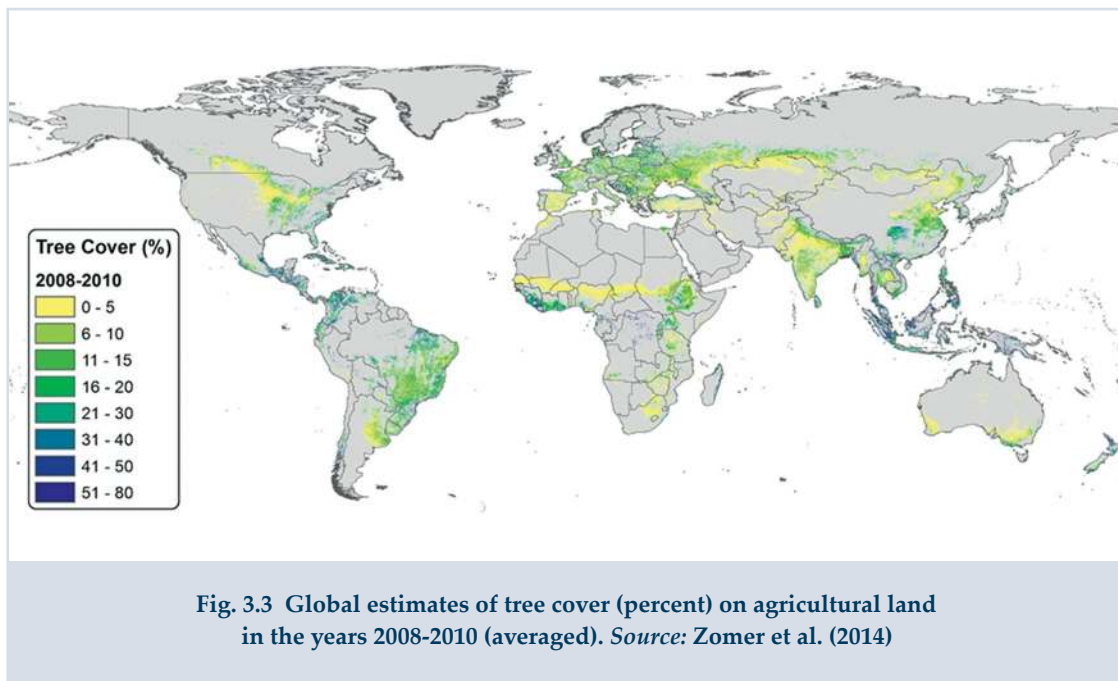 Tree Cover (%)
2008-2010
0 - 5
6 - 10
11 - 15
16 - 20
21 - 30
31 - 40
41 - 50
51 - 80
Fig. 3.3 Global estimates of tree cover (percent) on agricultural land
in the years 2008-2010 (averaged). Source: Zomer et al. (2014)